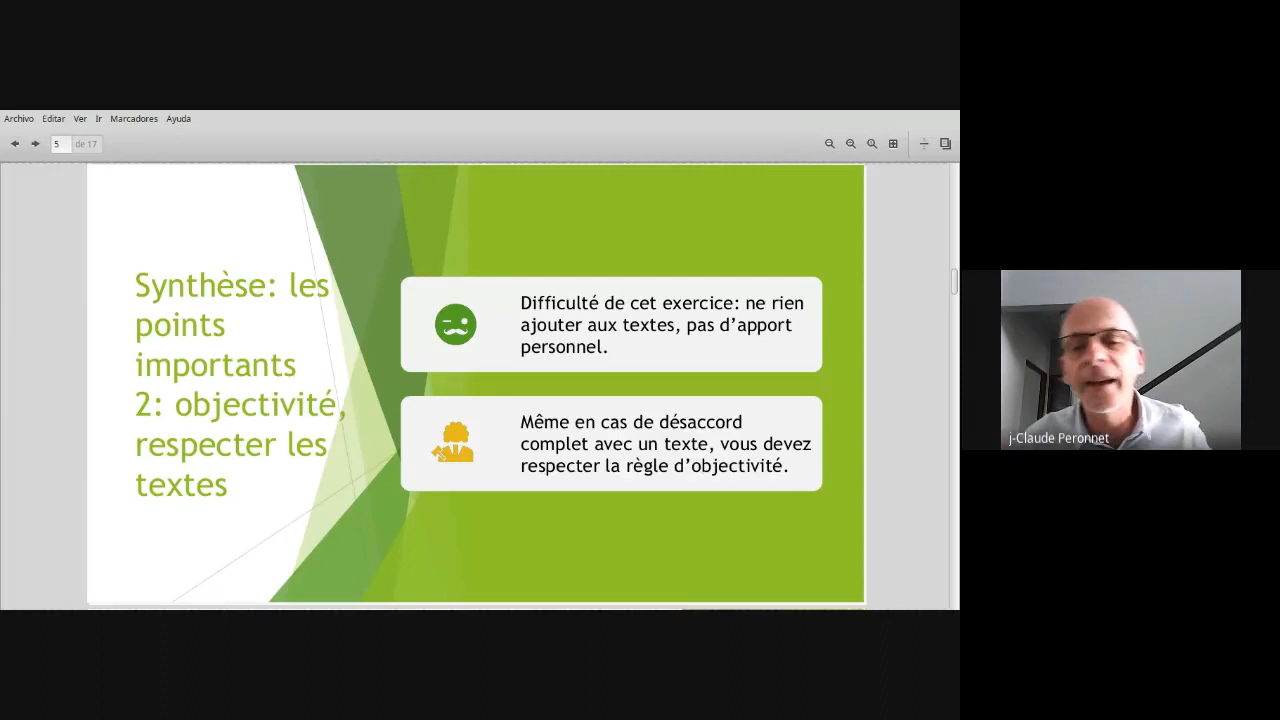 Archivo Editar Ver Ir Marcadores Ayuda
5 de 17
Synthèse: les
points
importants
2: objectivité,
respecter les
textes
Difficulté de cet exercice: ne rien
ajouter aux textes, pas d’apport
personnel.
Même en cas de désaccord
complet avec un texte, vous devez
respecter la règle d’objectivité.
j-Claude Peronnet